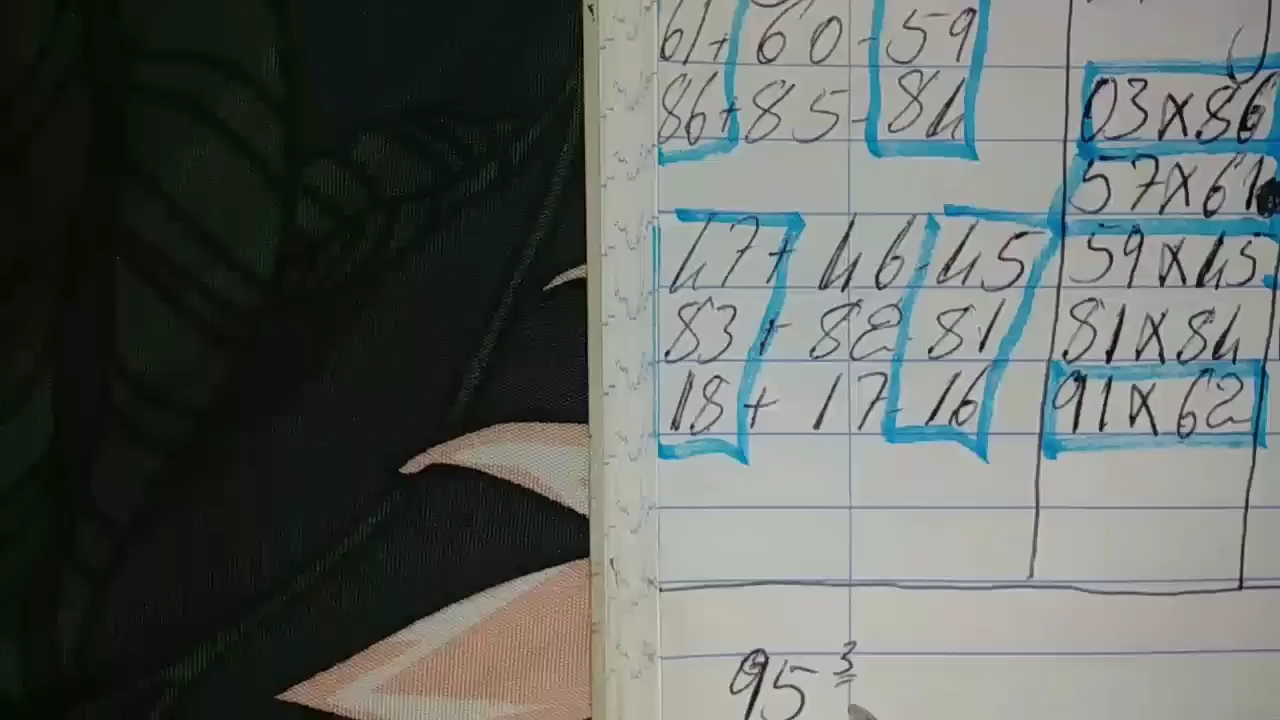 61+ 60-59
86+85-84
03x86
57x61
47+ 46-45
59x45
83+ 82-81
81x84
18+ 17-16
91x62
95³